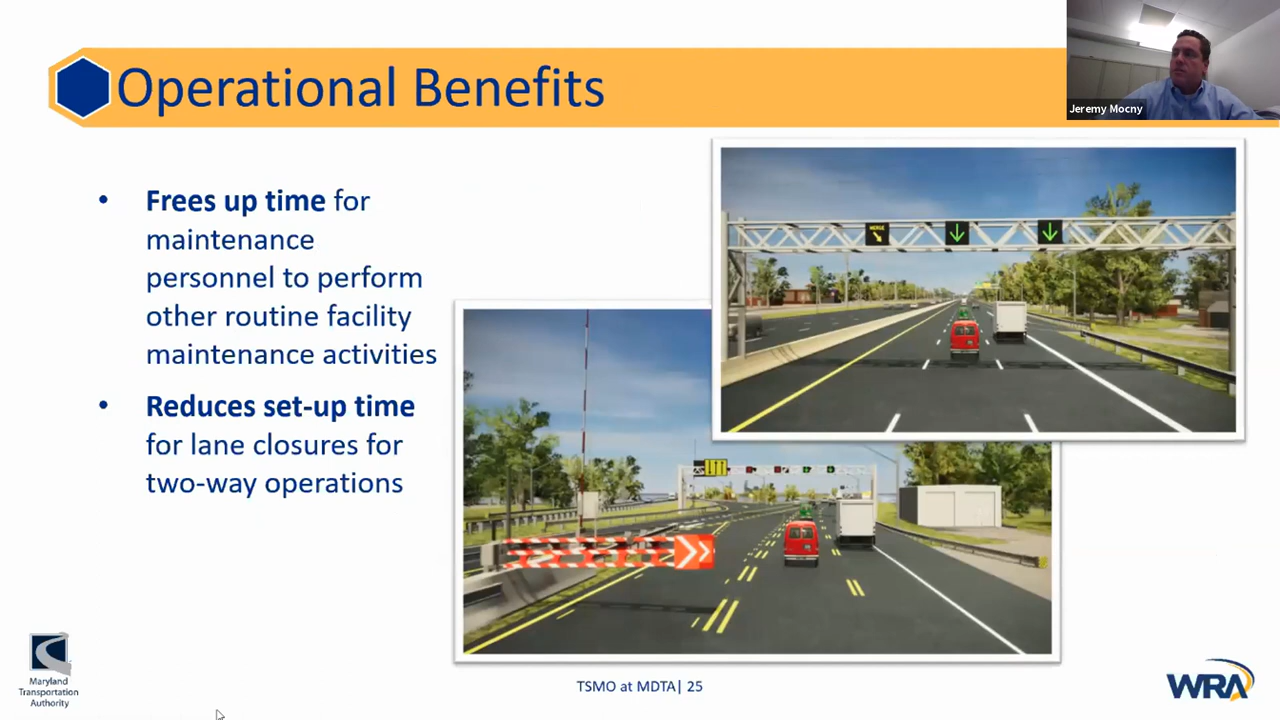 Operational Benefits
Jeremy Mocny
• Frees up time for
maintenance
personnel to perform
other routine facility
maintenance activities
• Reduces set-up time
for lane closures for
two-way operations
MERGE
Maryland
Transportation
Authority
TSMO at MDTA| 25
WRA